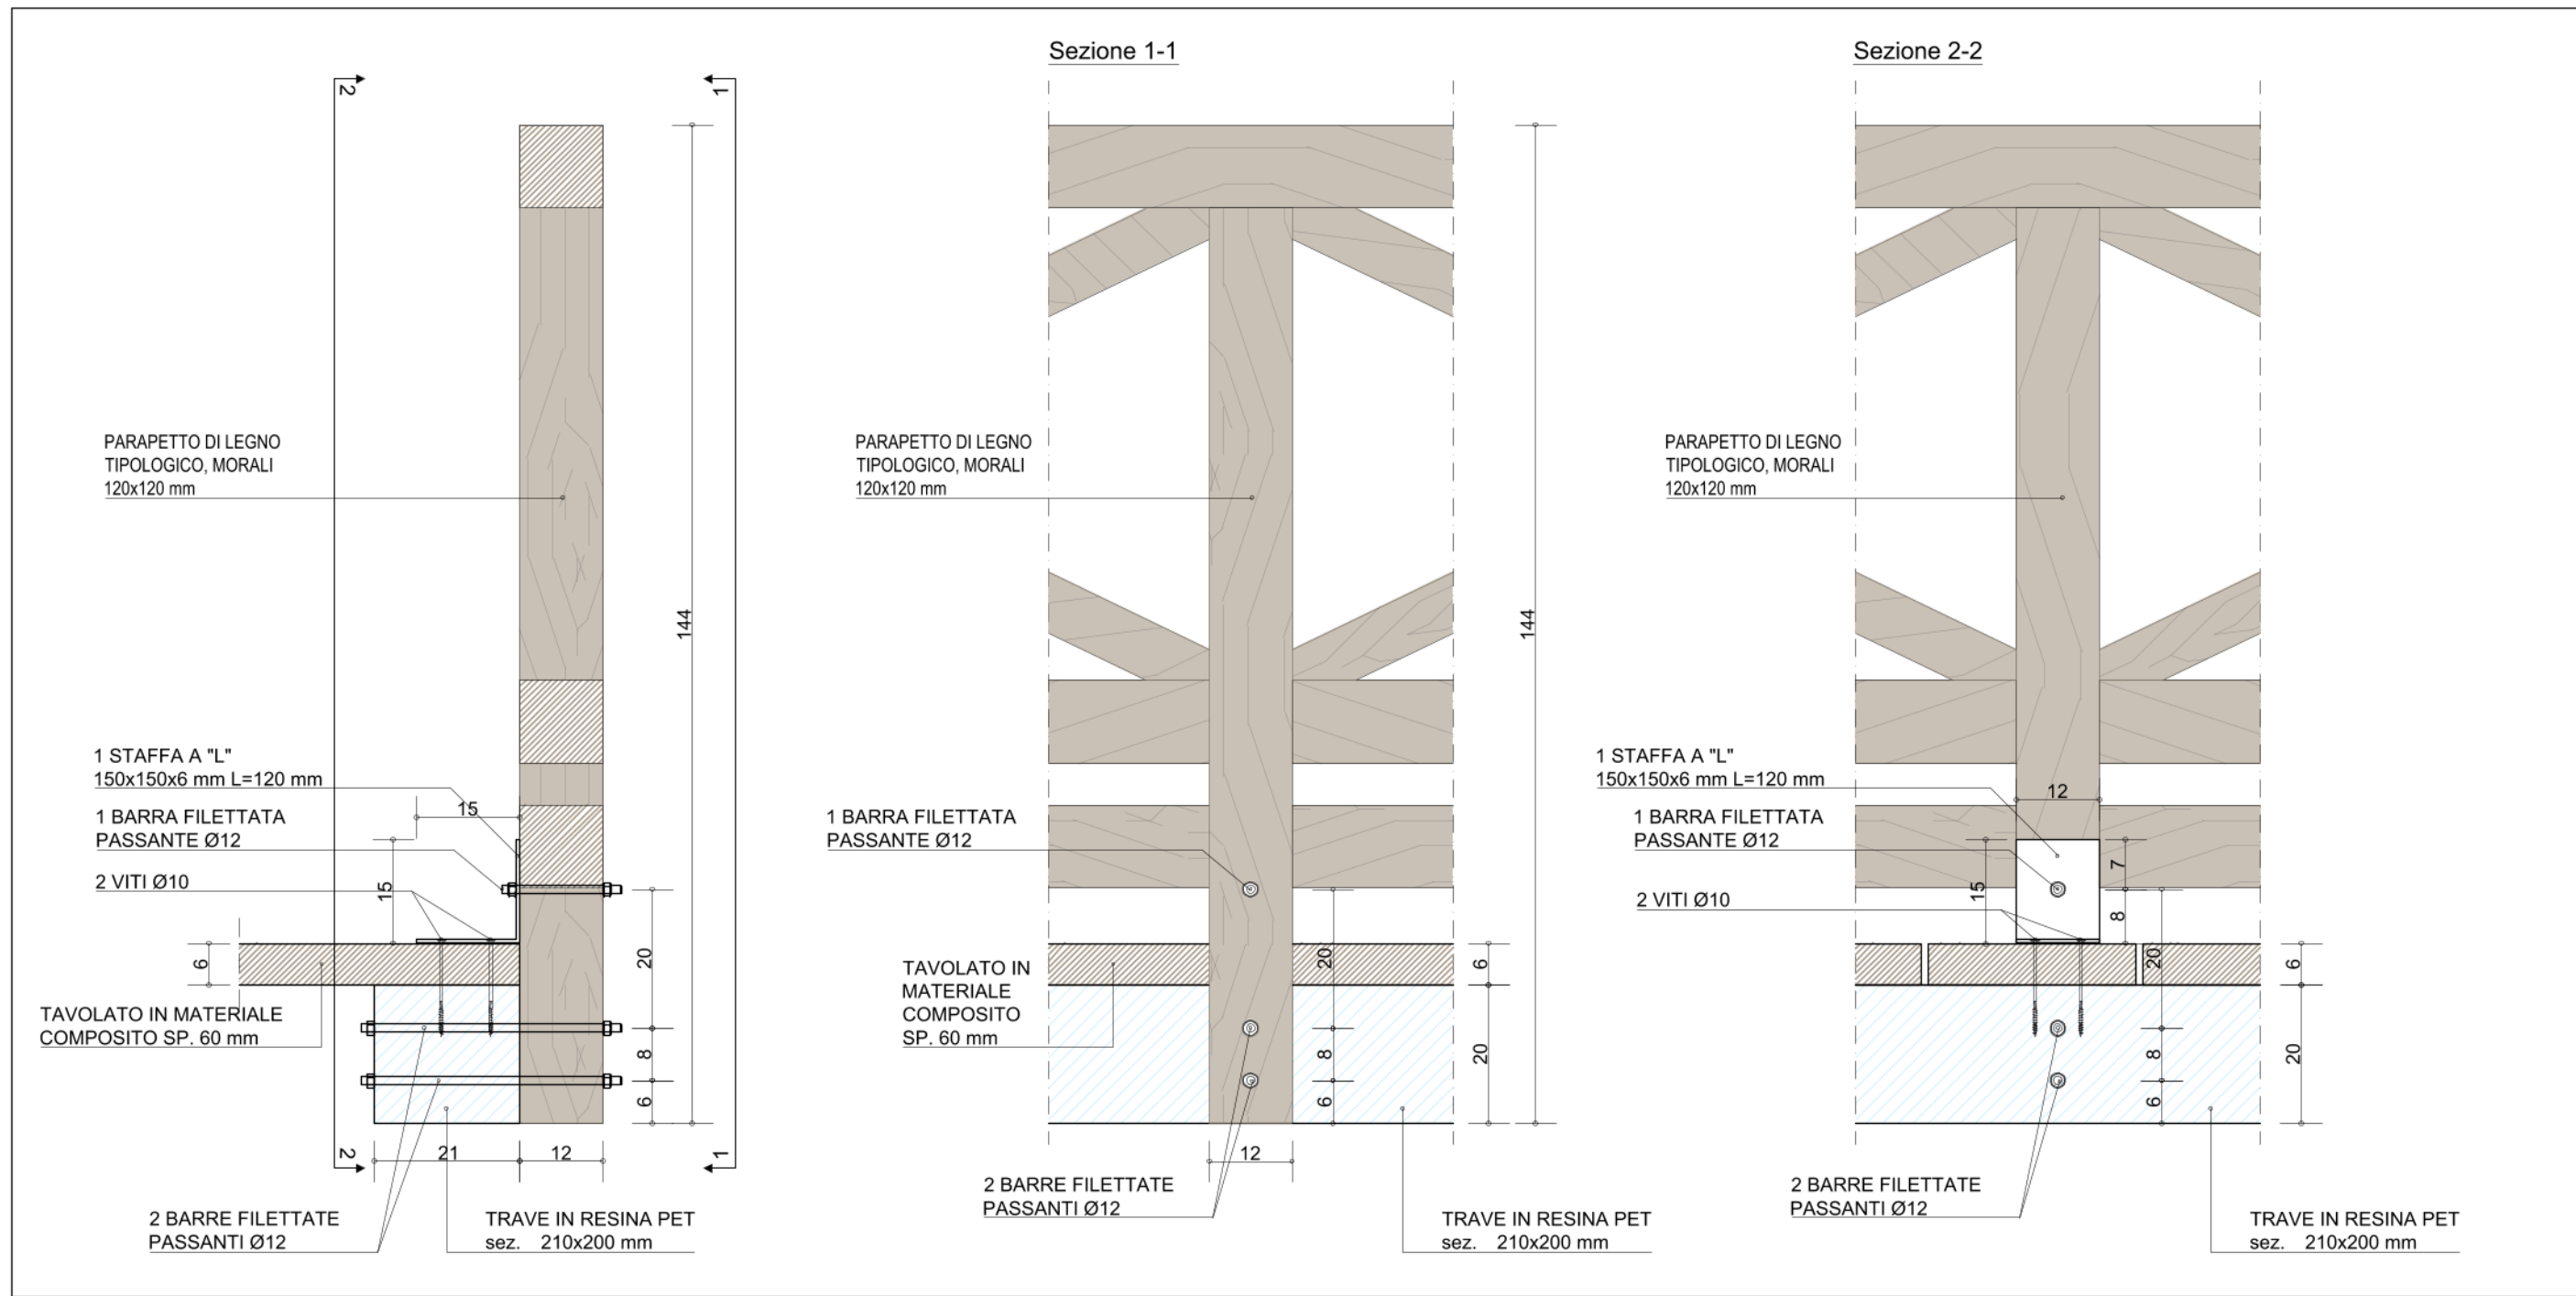 Sezione 1-1
Sezione 2-2
2
1
PARAPETTO DI LEGNO
TIPOLOGICO, MORALI
120x120 mm
144
1 STAFFA A "L"
150x150x6 mm L=120 mm
15
1 BARRA FILETTATA
PASSANTE Ø12
15
2 VITI Ø10
6
20
TAVOLATO IN MATERIALE
COMPOSITO SP. 60 mm
8
6
2
21
12
1
2 BARRE FILETTATE
PASSANTI Ø12
TRAVE IN RESINA PET
sez. 210x200 mm
PARAPETTO DI LEGNO
TIPOLOGICO, MORALI
120x120 mm
144
1 BARRA FILETTATA
PASSANTE Ø12
TAVOLATO IN
MATERIALE
COMPOSITO
SP. 60 mm
20
6
8
20
6
12
2 BARRE FILETTATE
PASSANTI Ø12
TRAVE IN RESINA PET
sez. 210x200 mm
PARAPETTO DI LEGNO
TIPOLOGICO, MORALI
120x120 mm
1 STAFFA A "L"
150x150x6 mm L=120 mm
12
1 BARRA FILETTATA
PASSANTE Ø12
7
15
2 VITI Ø10
8
20
6
8
20
6
2 BARRE FILETTATE
PASSANTI Ø12
TRAVE IN RESINA PET
sez. 210x200 mm